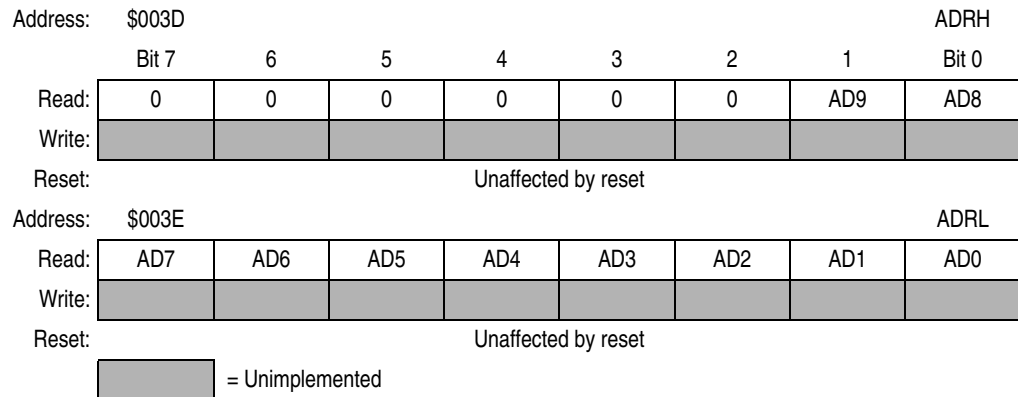 Address: $003D ADRH
Bit 7 6 5 4 3 2 1 Bit 0
Read: 0 0 0 0 0 0 AD9 AD8
Write:
Reset: Unaffected by reset
Address: $003E ADRL
Read: AD7 AD6 AD5 AD4 AD3 AD2 AD1 AD0
Write:
Reset: Unaffected by reset
= Unimplemented